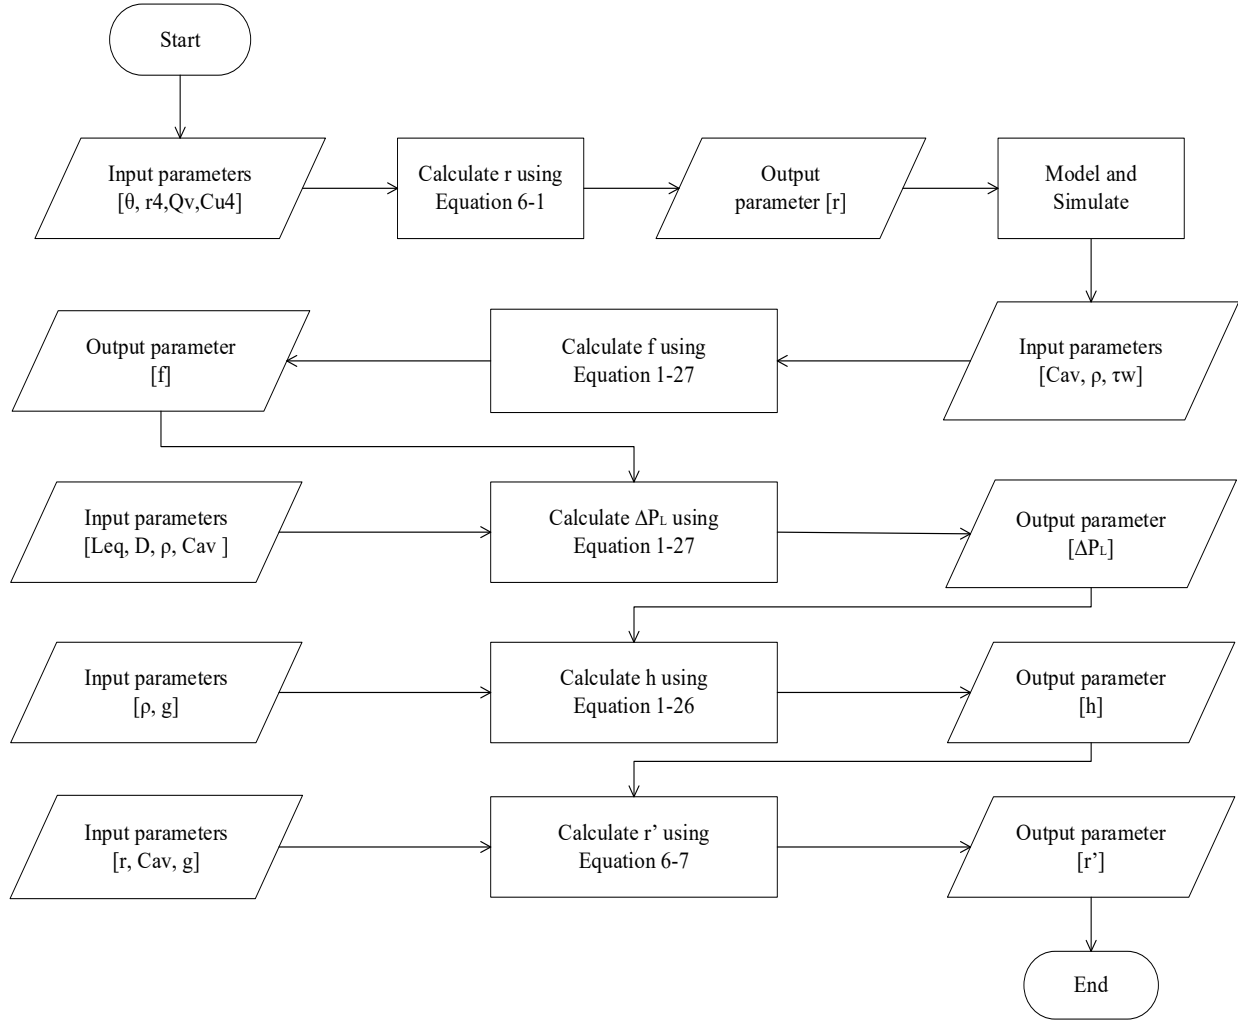 Start
Input parameters
[θ, r4,Qv,Cu4]
Calculate r using
Equation 6-1
Output
parameter [r]
Model and
Simulate
Input parameters
[Cav, ρ, τw]
Calculate f using
Equation 1-27
Output parameter
[f]
Input parameters
[Leq, D, ρ, Cav ]
Calculate ΔPL using
Equation 1-27
Output parameter
[ΔPL]
Input parameters
[ρ, g]
Calculate h using
Equation 1-26
Output parameter
[h]
Input parameters
[r, Cav, g]
Calculate r’ using
Equation 6-7
Output parameter
[r’]
End